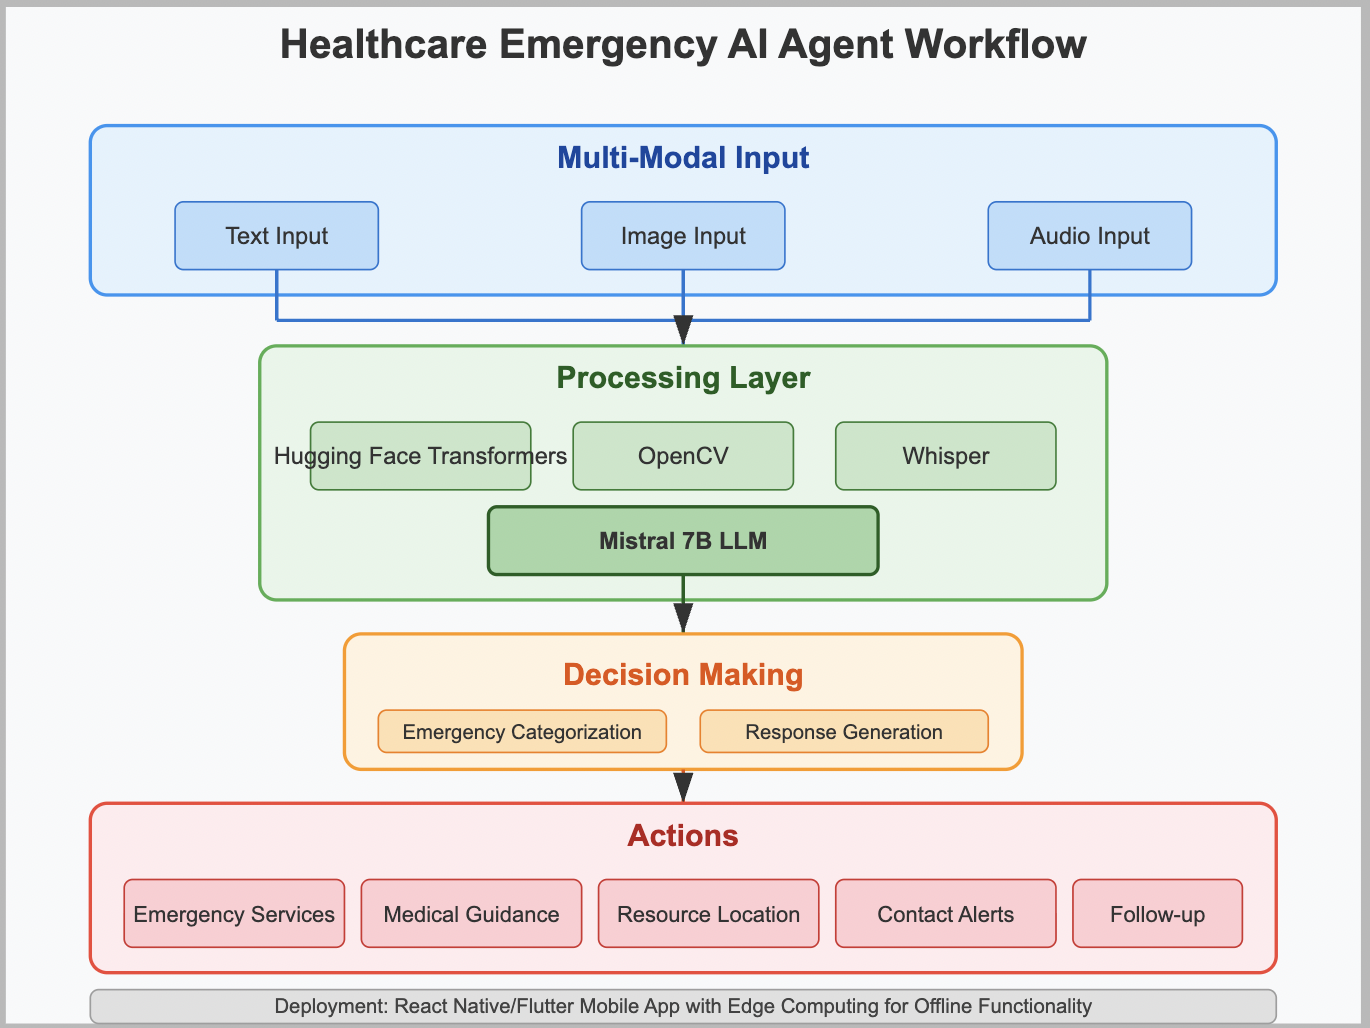 Healthcare Emergency AI Agent Workflow
Multi-Modal Input
Text Input
Image Input
Audio Input
Processing Layer
Hugging Face Transformers
OpenCV
Whisper
Mistral 7B LLM
Decision Making
Emergency Categorization
Response Generation
Actions
Emergency Services
Medical Guidance
Resource Location
Contact Alerts
Follow-up
Deployment: React Native/Flutter Mobile App with Edge Computing for Offline Functionality